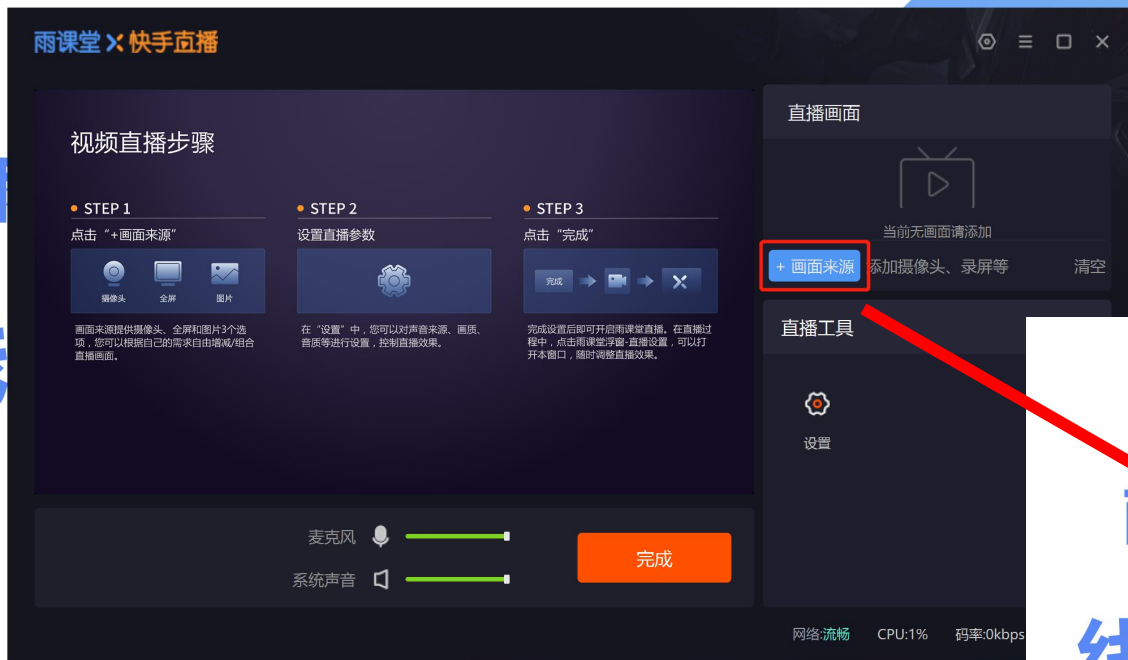 雨课堂 X 快手直播
视频直播步骤
STEP 1
点击“+画面来源”
摄像头
全屏
图片
画面来源提供摄像头、全屏和图片3个选
项，您可以根据自己的需求自由增减/组合
直播画面。
STEP 2
设置直播参数
在“设置”中，您可以对声音来源、画质、
音质等进行设置，控制直播效果。
STEP 3
点击“完成”
完成
完成设置后即可开启雨课堂直播。在直播过
程中，点击雨课堂浮窗-直播设置，可以打
开本窗口，随时调整直播效果。
麦克风
系统声音
完成
直播画面
当前无画面请添加
+ 画面来源
添加摄像头、录屏等
清空
直播工具
设置
网络:流畅
CPU:1%
码率:0kbps